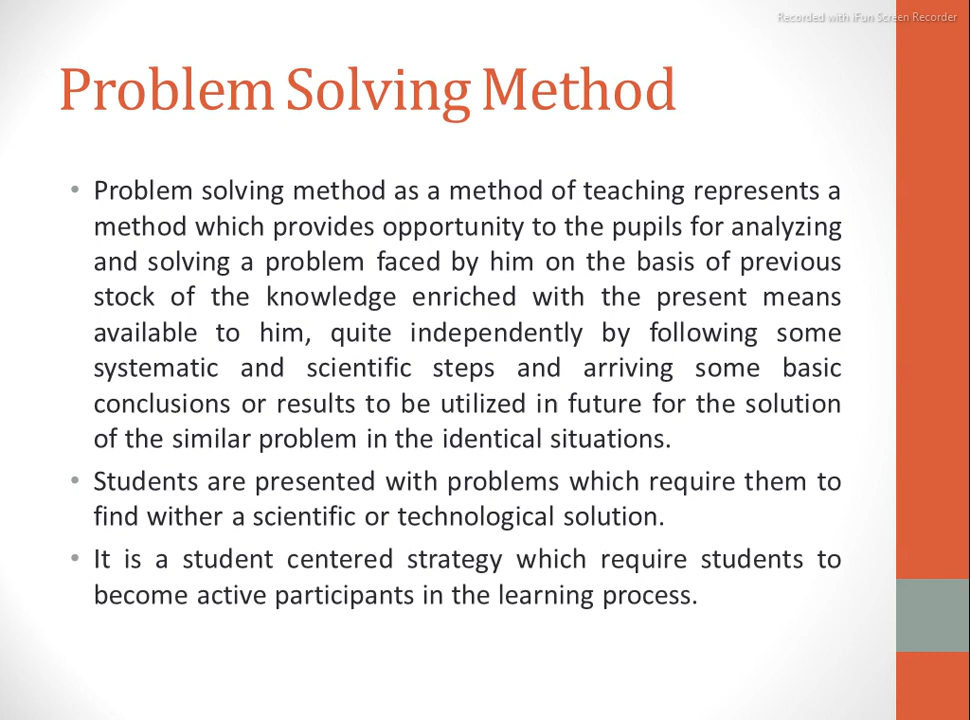 Recorded with iFun Screen Recorder
Problem Solving Method
• Problem solving method as a method of teaching represents a
method which provides opportunity to the pupils for analyzing
and solving a problem faced by him on the basis of previous
stock of the knowledge enriched with the present means
available to him, quite independently by following some
systematic and scientific steps and arriving some basic
conclusions or results to be utilized in future for the solution
of the similar problem in the identical situations.
• Students are presented with problems which require them to
find wither a scientific or technological solution.
• It is a student centered strategy which require students to
become active participants in the learning process.